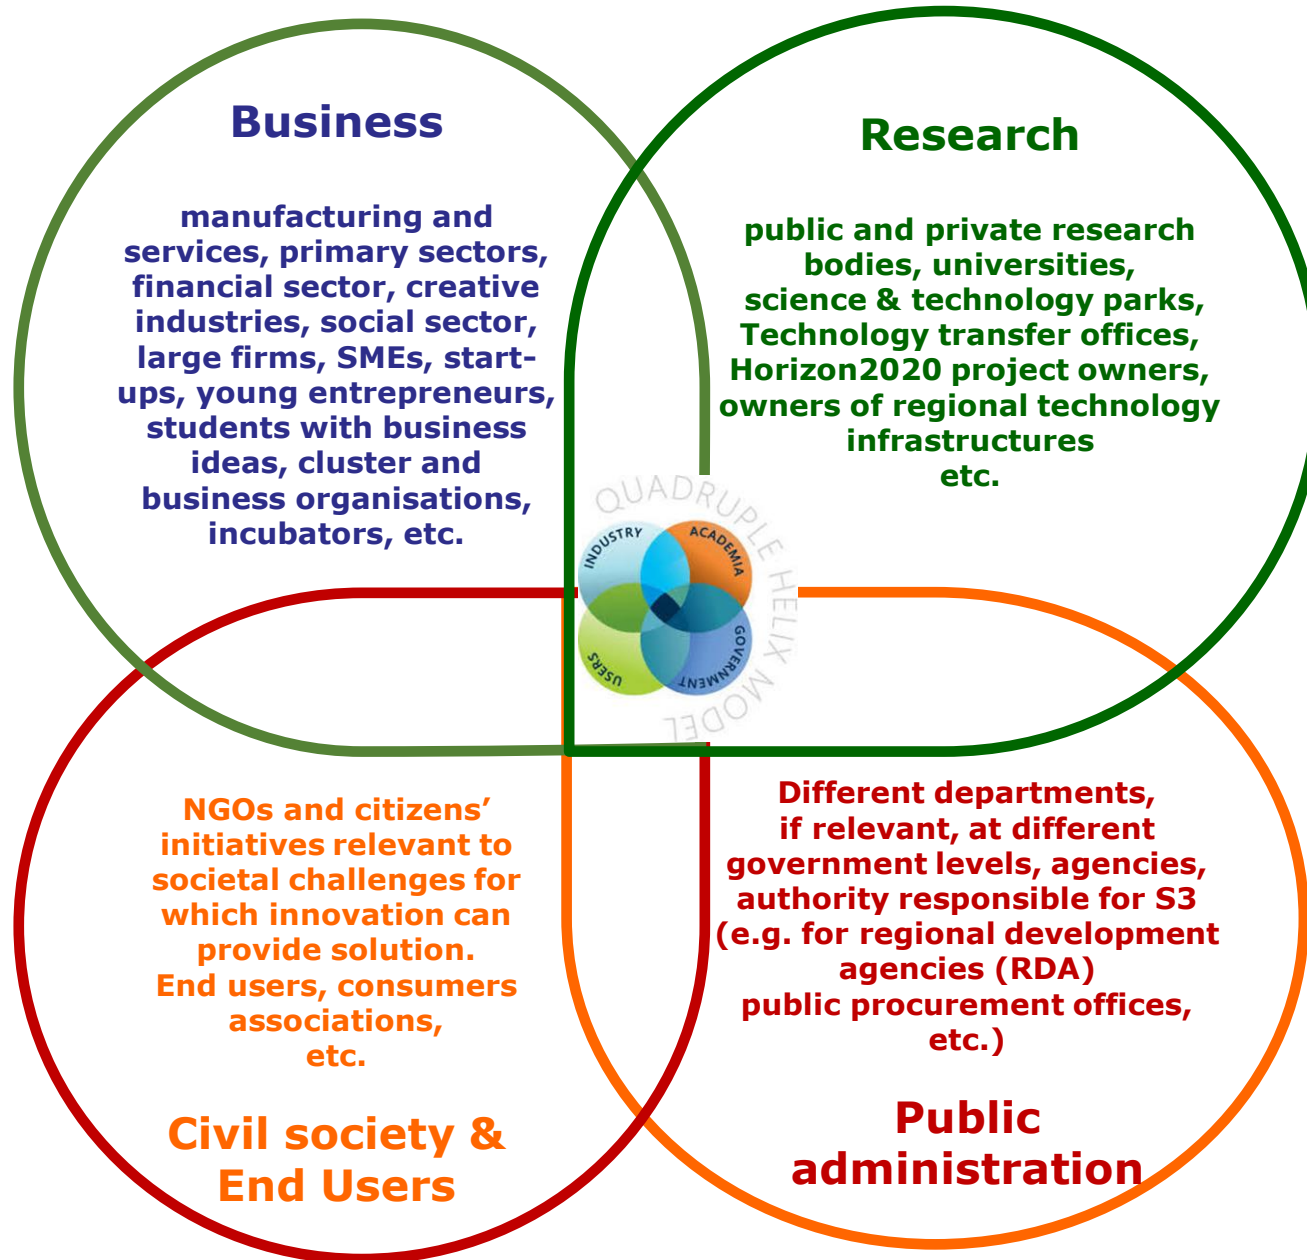 Business
manufacturing and
services, primary sectors,
financial sector, creative
industries, social sector,
large firms, SMEs, start-
ups, young entrepreneurs,
students with business
ideas, cluster and
business organisations,
incubators, etc.
Research
public and private research
bodies, universities,
science & technology parks,
Technology transfer offices,
Horizon2020 project owners,
owners of regional technology
infrastructures
etc.
QUADRUPLE HELIX MODEL
INDUSTRY
ACADEMIA
USERS
GOVERNMENT
NGOs and citizens’
initiatives relevant to
societal challenges for
which innovation can
provide solution.
End users, consumers
associations,
etc.
Civil society &
End Users
Different departments,
if relevant, at different
government levels, agencies,
authority responsible for S3
(e.g. for regional development
agencies (RDA)
public procurement offices,
etc.)
Public
administration